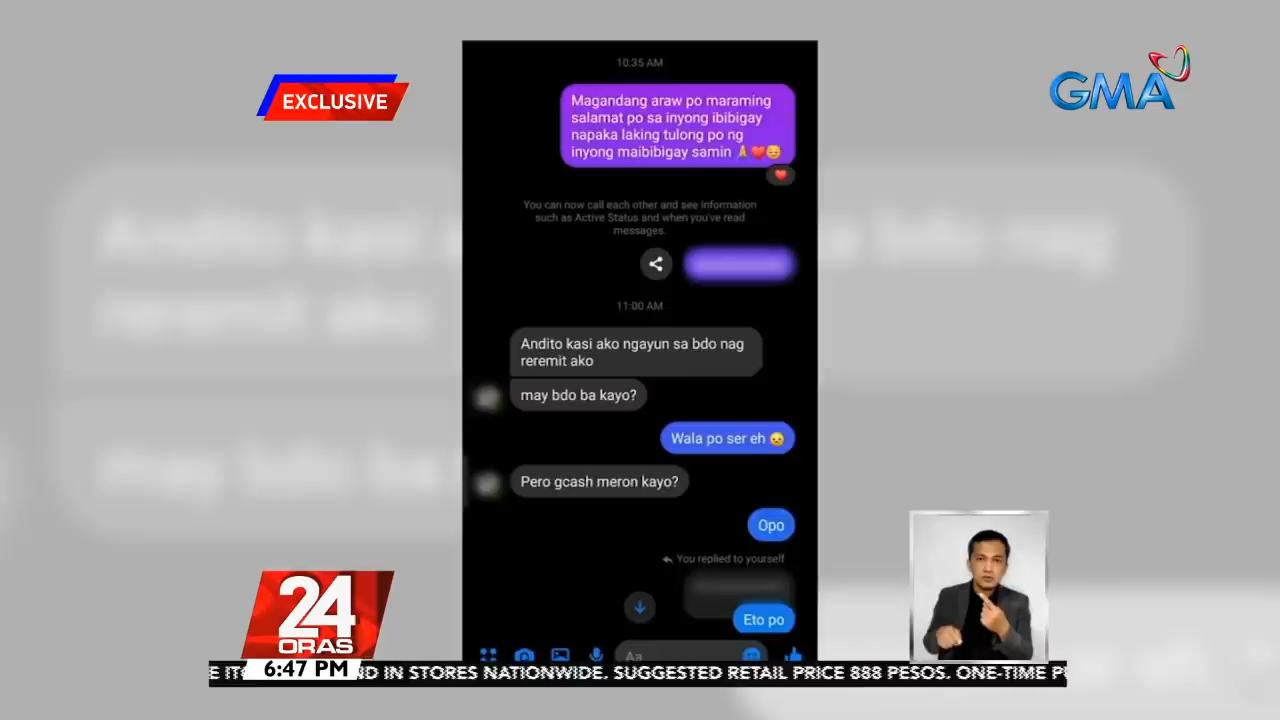 EXCLUSIVE
GMA
10:35 AM
Magandang araw po maraming
salamat po sa inyong ibibigay
napaka laking tulong po ng
inyong maibibigay samin 🙏❤️😔
❤️
You can now call each other and see information
such as Active Status and when you've read
messages.
11:00 AM
Andito kasi ako ngayun sa bdo nag
reremit ako
may bdo ba kayo?
Wala po ser eh 😢
Pero gcash meron kayo?
Opo
You replied to yourself
Eto po
Aa
24
ORAS
6:47 PM
IN STORES NATIONWIDE. SUGGESTED RETAIL PRICE 888 PESOS. ONE-TIME